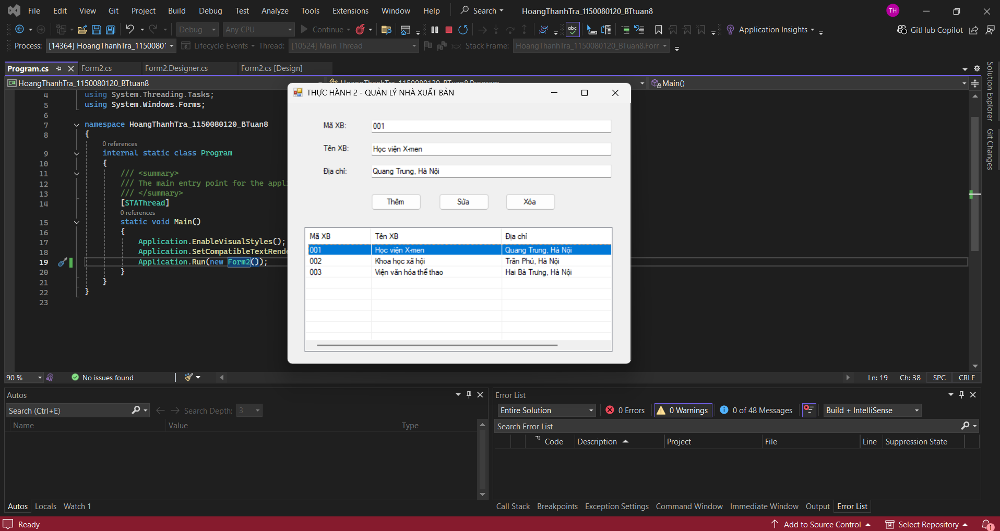 File Edit View Git Project Build Debug Test Analyze Tools Extensions Window Help Search HoangThanhTra_1150080120_BTtuan8 TH
Debug Any CPU Continue abc Application Insights GitHub Copilot
Process: [14364] HoangThanhTra_11500801 Lifecycle Events Thread: [10524] Main Thread Stack Frame: HoangThanhTra_1150080120_BTuan8.Forr
Program.cs Form2.cs Form2.Designer.cs Form2.cs [Design]
C# HoangThanhTra_1150080120_BTtuan8 HoangThanhTra_1150080120_BTuan8.Program Main()
4 using System.Threading.Tasks;
5 using System.Windows.Forms;
6
7 namespace HoangThanhTra_1150080120_BTuan8
8 {
0 references
9 internal static class Program
10 {
11 /// <summary>
12 /// The main entry point for the appli
13 /// </summary>
14 [STAThread]
0 references
15 static void Main()
16 {
17 Application.EnableVisualStyles();
18 Application.SetCompatibleTextRende
19 Application.Run(new Form2());
20 }
21 }
22 }
23
THỰC HÀNH 2 - QUẢN LÝ NHÀ XUẤT BẢN
Mã XB: 001
Tên XB: Học viện X-men
Địa chỉ: Quang Trung, Hà Nội
Thêm Sửa Xóa
Mã XB Tên XB Địa chỉ
001 Học viện X-men Quang Trung, Hà Nội
002 Khoa học xã hội Trần Phú, Hà Nội
003 Viện văn hóa thể thao Hai Bà Trưng, Hà Nội
Solution Explorer
Git Changes
90 % No issues found Ln: 19 Ch: 38 SPC CRLF
Autos
Search (Ctrl+E) Search Depth: 3
Name Value Type
Autos Locals Watch 1
Error List
Entire Solution 0 Errors 0 Warnings 0 of 48 Messages Build + IntelliSense
Search Error List
Code Description Project File Line Suppression State
Call Stack Breakpoints Exception Settings Command Window Immediate Window Output Error List
Ready Add to Source Control Select Repository 1